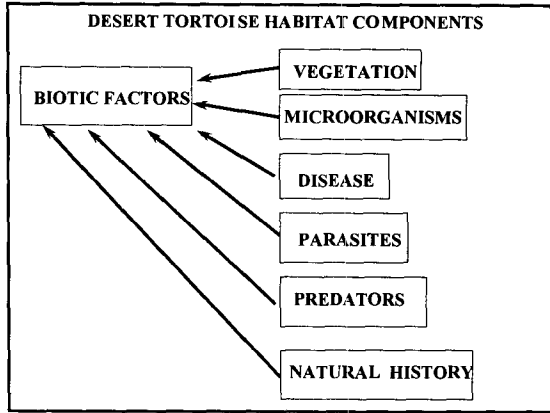 DESERT TORTOISE HABITAT COMPONENTS
VEGETATION
BIOTIC FACTORS
MICROORGANISMS
DISEASE
PARASITES
PREDATORS
NATURAL HISTORY